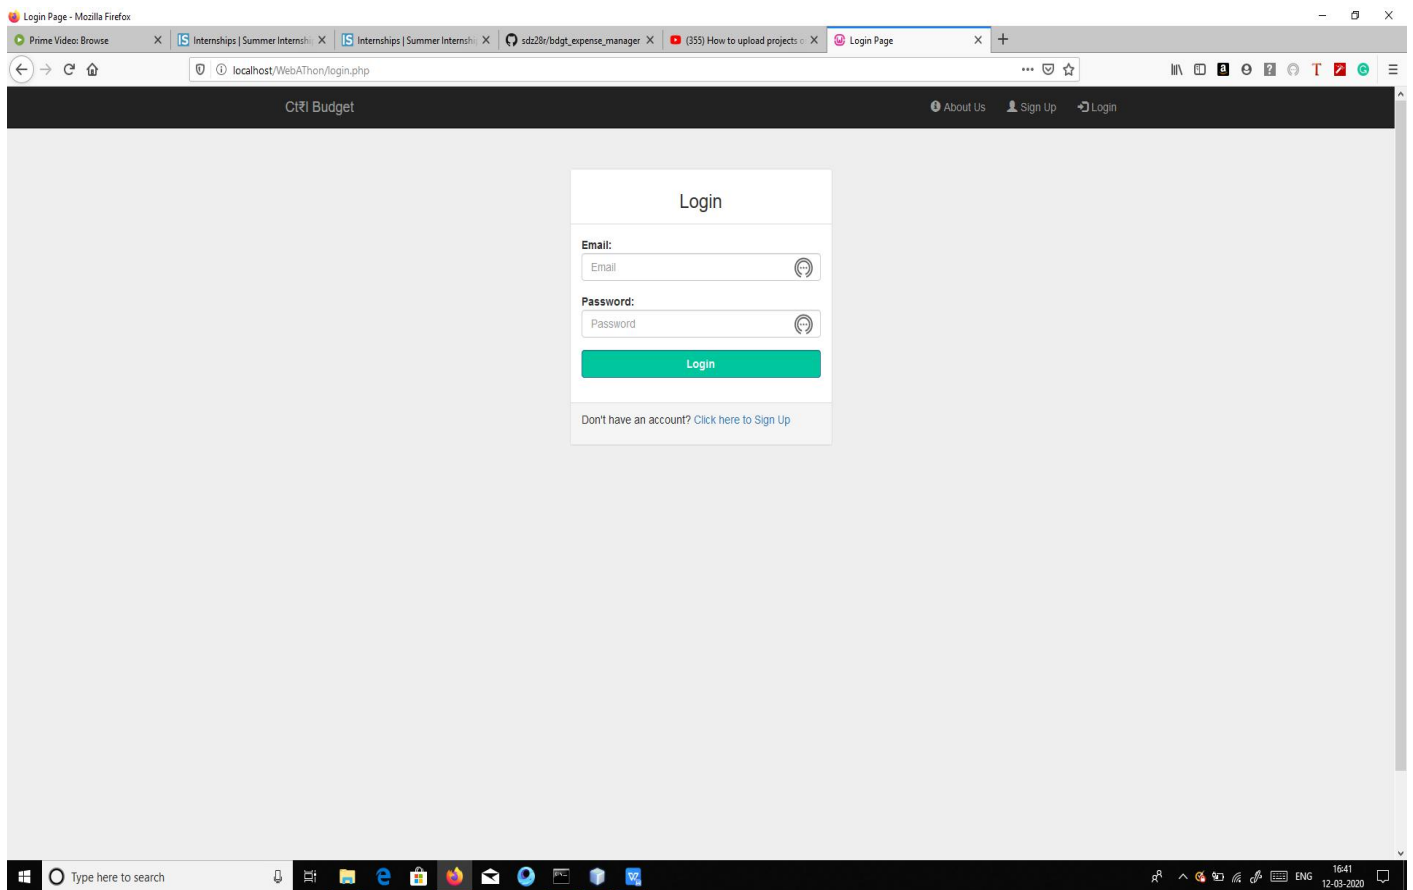 Login Page - Mozilla Firefox
Prime Video: Browse
Internships | Summer Internshi
Internships | Summer Internshi
sdz28r/bdgt_expense_manager
(355) How to upload projects o
Login Page
localhost/WebAThon/login.php
Ct₹l Budget
About Us
Sign Up
Login
Login
Email:
Email
Password:
Password
Login
Don't have an account? Click here to Sign Up
Type here to search
ENG
16:41
12-03-2020